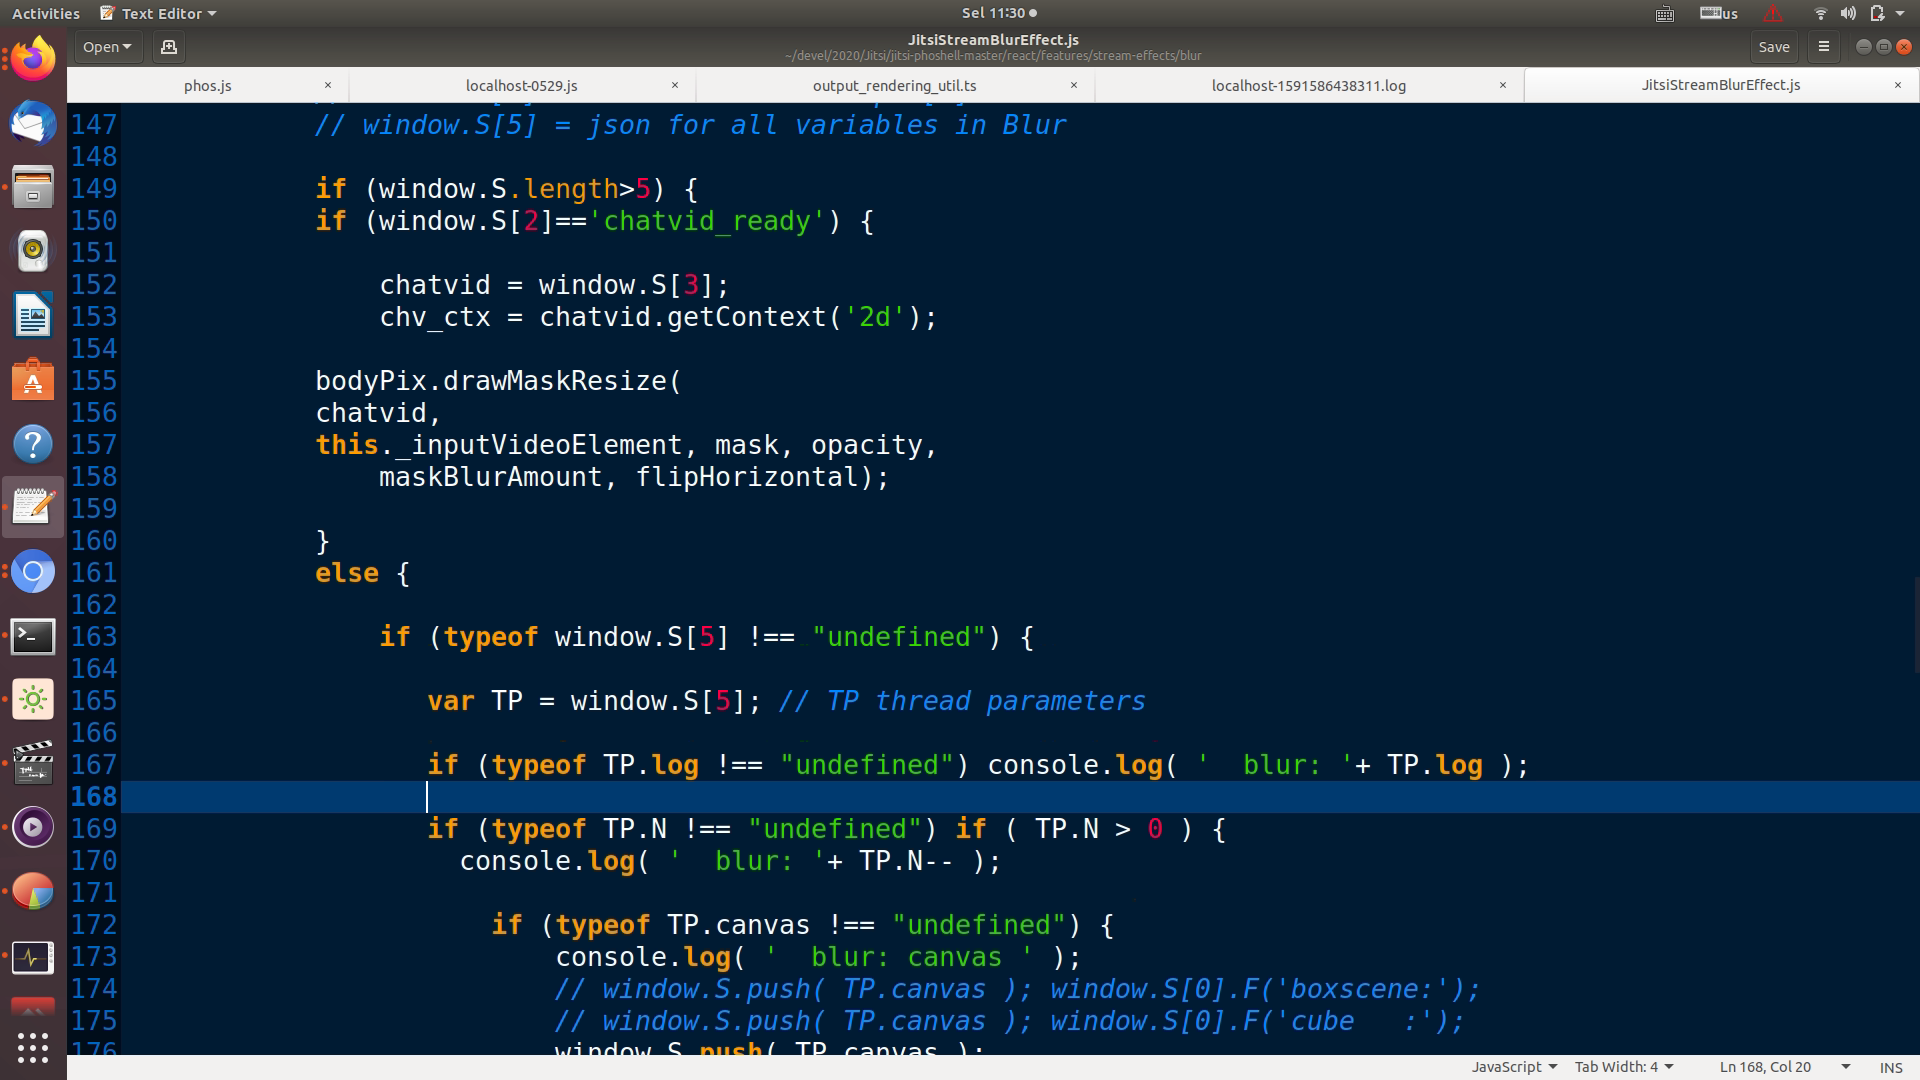 Activities Text Editor Sel 11:30 us
Open JitsiStreamBlurEffect.js Save
~/devel/2020/Jitsi/jitsi-phoshell-master/react/features/stream-effects/blur
phos.js × localhost-0529.js × output_rendering_util.ts × localhost-1591586438311.log × JitsiStreamBlurEffect.js ×
147 // window.S[5] = json for all variables in Blur
148
149 if (window.S.length>5) {
150 if (window.S[2]=='chatvid_ready') {
151
152 chatvid = window.S[3];
153 chv_ctx = chatvid.getContext('2d');
154
155 bodyPix.drawMaskResize(
156 chatvid,
157 this._inputVideoElement, mask, opacity,
158 maskBlurAmount, flipHorizontal);
159
160 }
161 else {
162
163 if (typeof window.S[5] !== "undefined") {
164
165 var TP = window.S[5]; // TP thread parameters
166
167 if (typeof TP.log !== "undefined") console.log( '  blur: '+ TP.log );
168
169 if (typeof TP.N !== "undefined") if ( TP.N > 0 ) {
170 console.log( '  blur: '+ TP.N-- );
171
172 if (typeof TP.canvas !== "undefined") {
173 console.log( '  blur: canvas ' );
174 // window.S.push( TP.canvas ); window.S[0].F('boxscene:');
175 // window.S.push( TP.canvas ); window.S[0].F('cube   :');
176 window.S.push( TP.canvas );
JavaScript Tab Width: 4 Ln 168, Col 20 INS